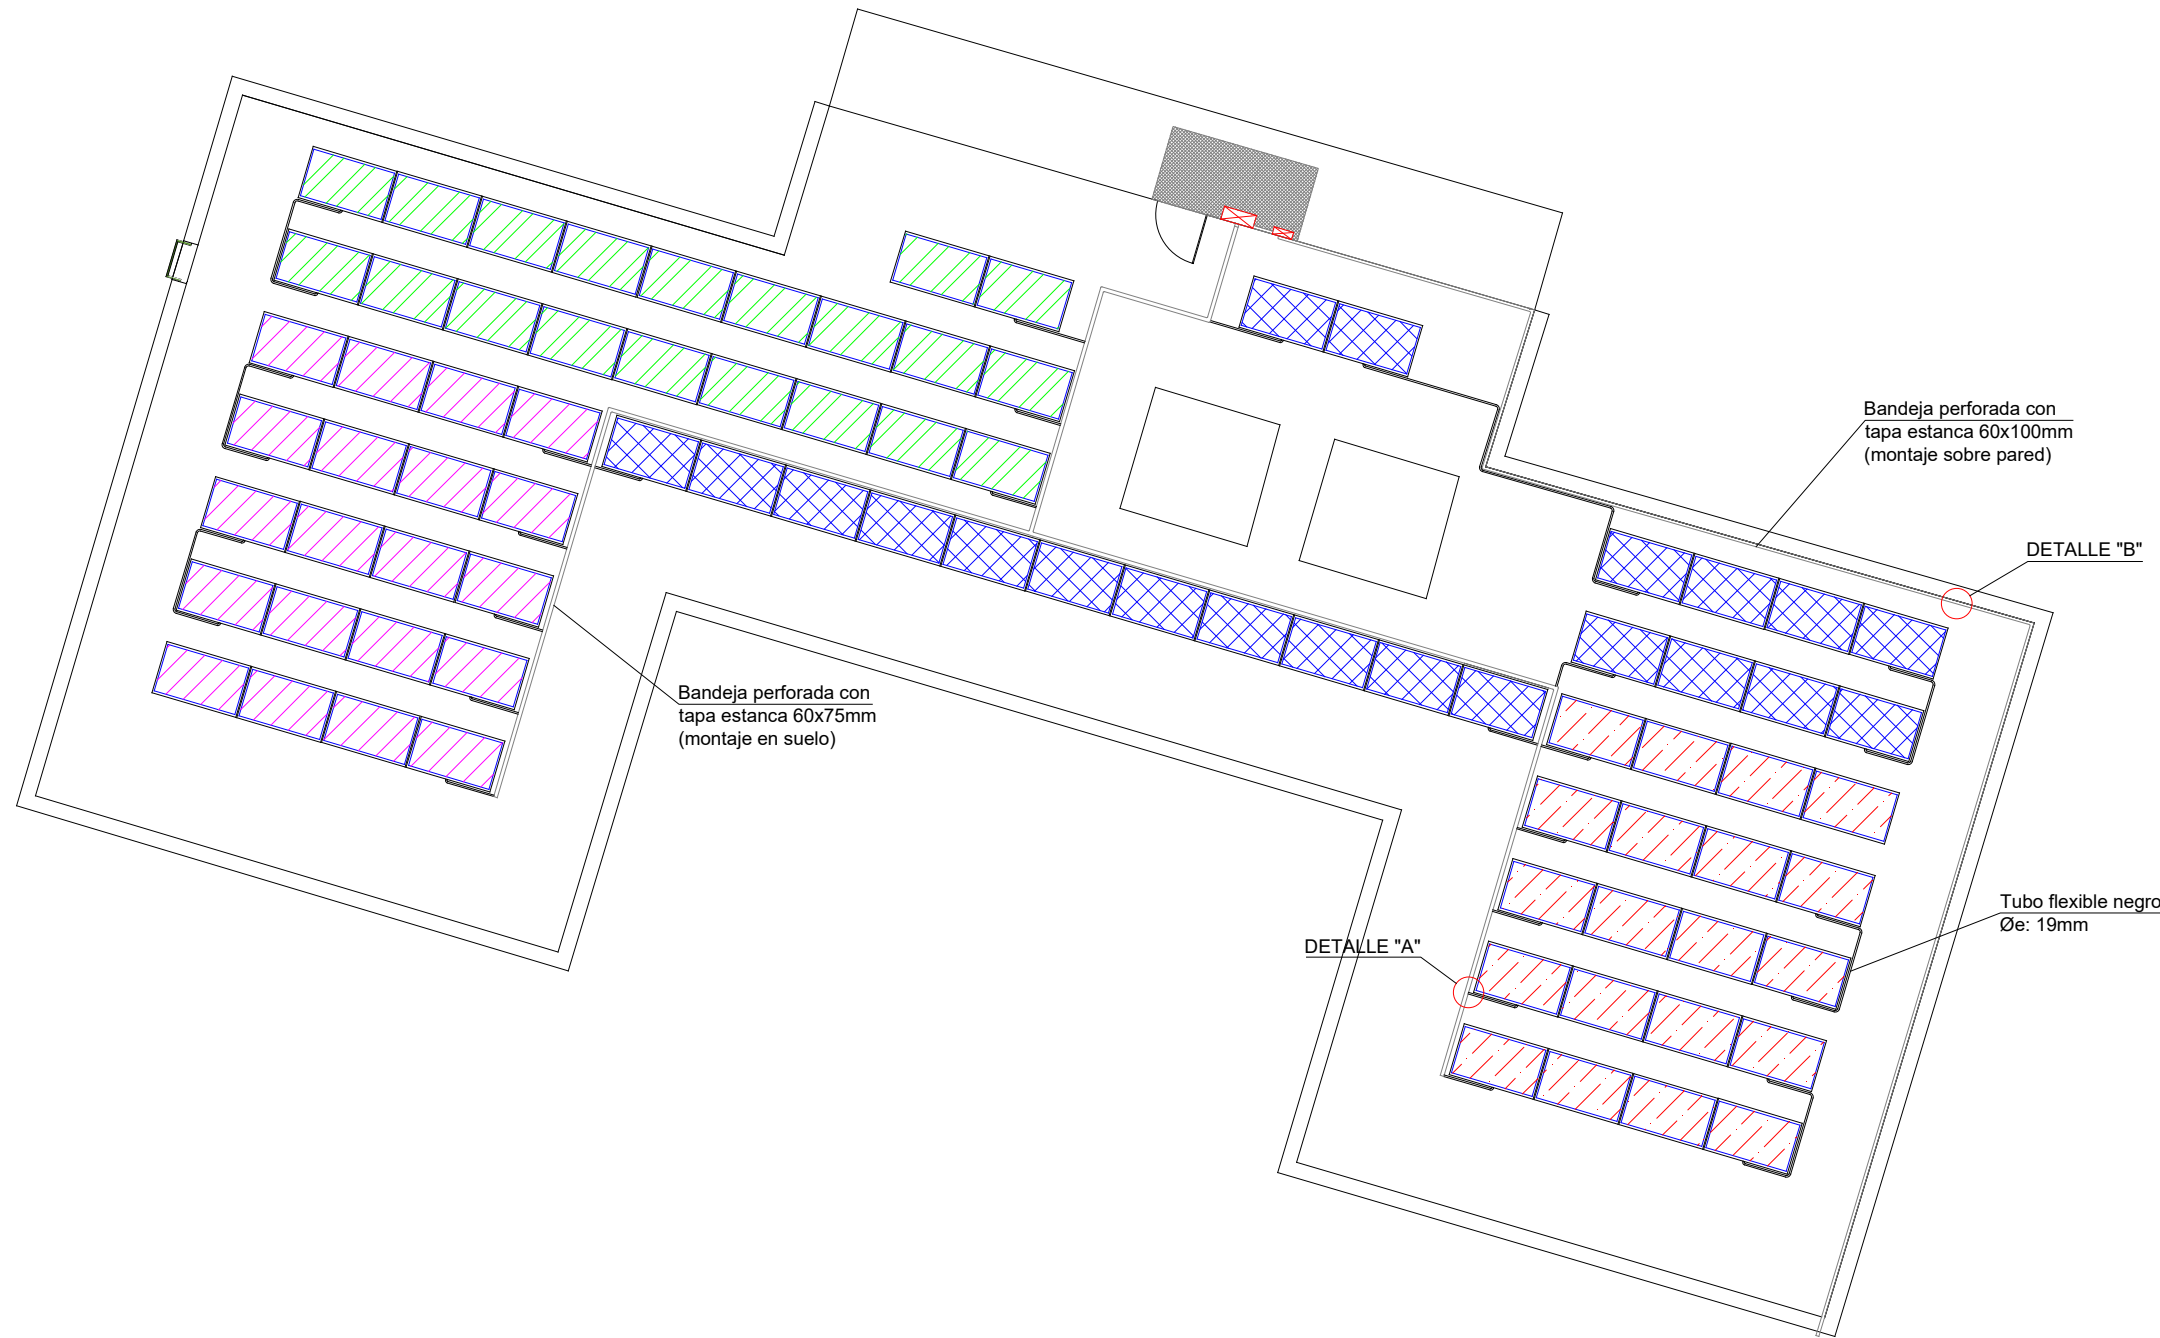 Bandeja perforada con
tapa estanca 60x100mm
(montaje sobre pared)
DETALLE "B"
Bandeja perforada con
tapa estanca 60x75mm
(montaje en suelo)
Tubo flexible negro
Øe: 19mm
DETALLE "A"